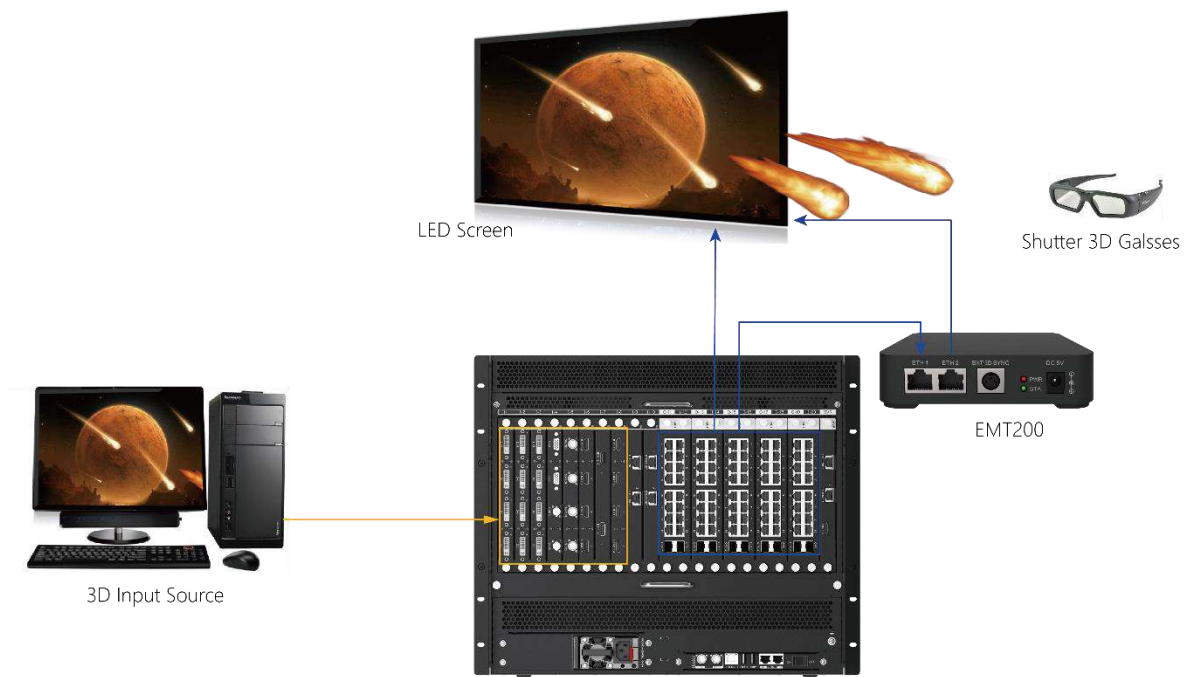 LED Screen
Shutter 3D Galsses
ETH 1 ETH 2 EXT 3D SYNC DC 5V
PWR
STA
EMT200
3D Input Source